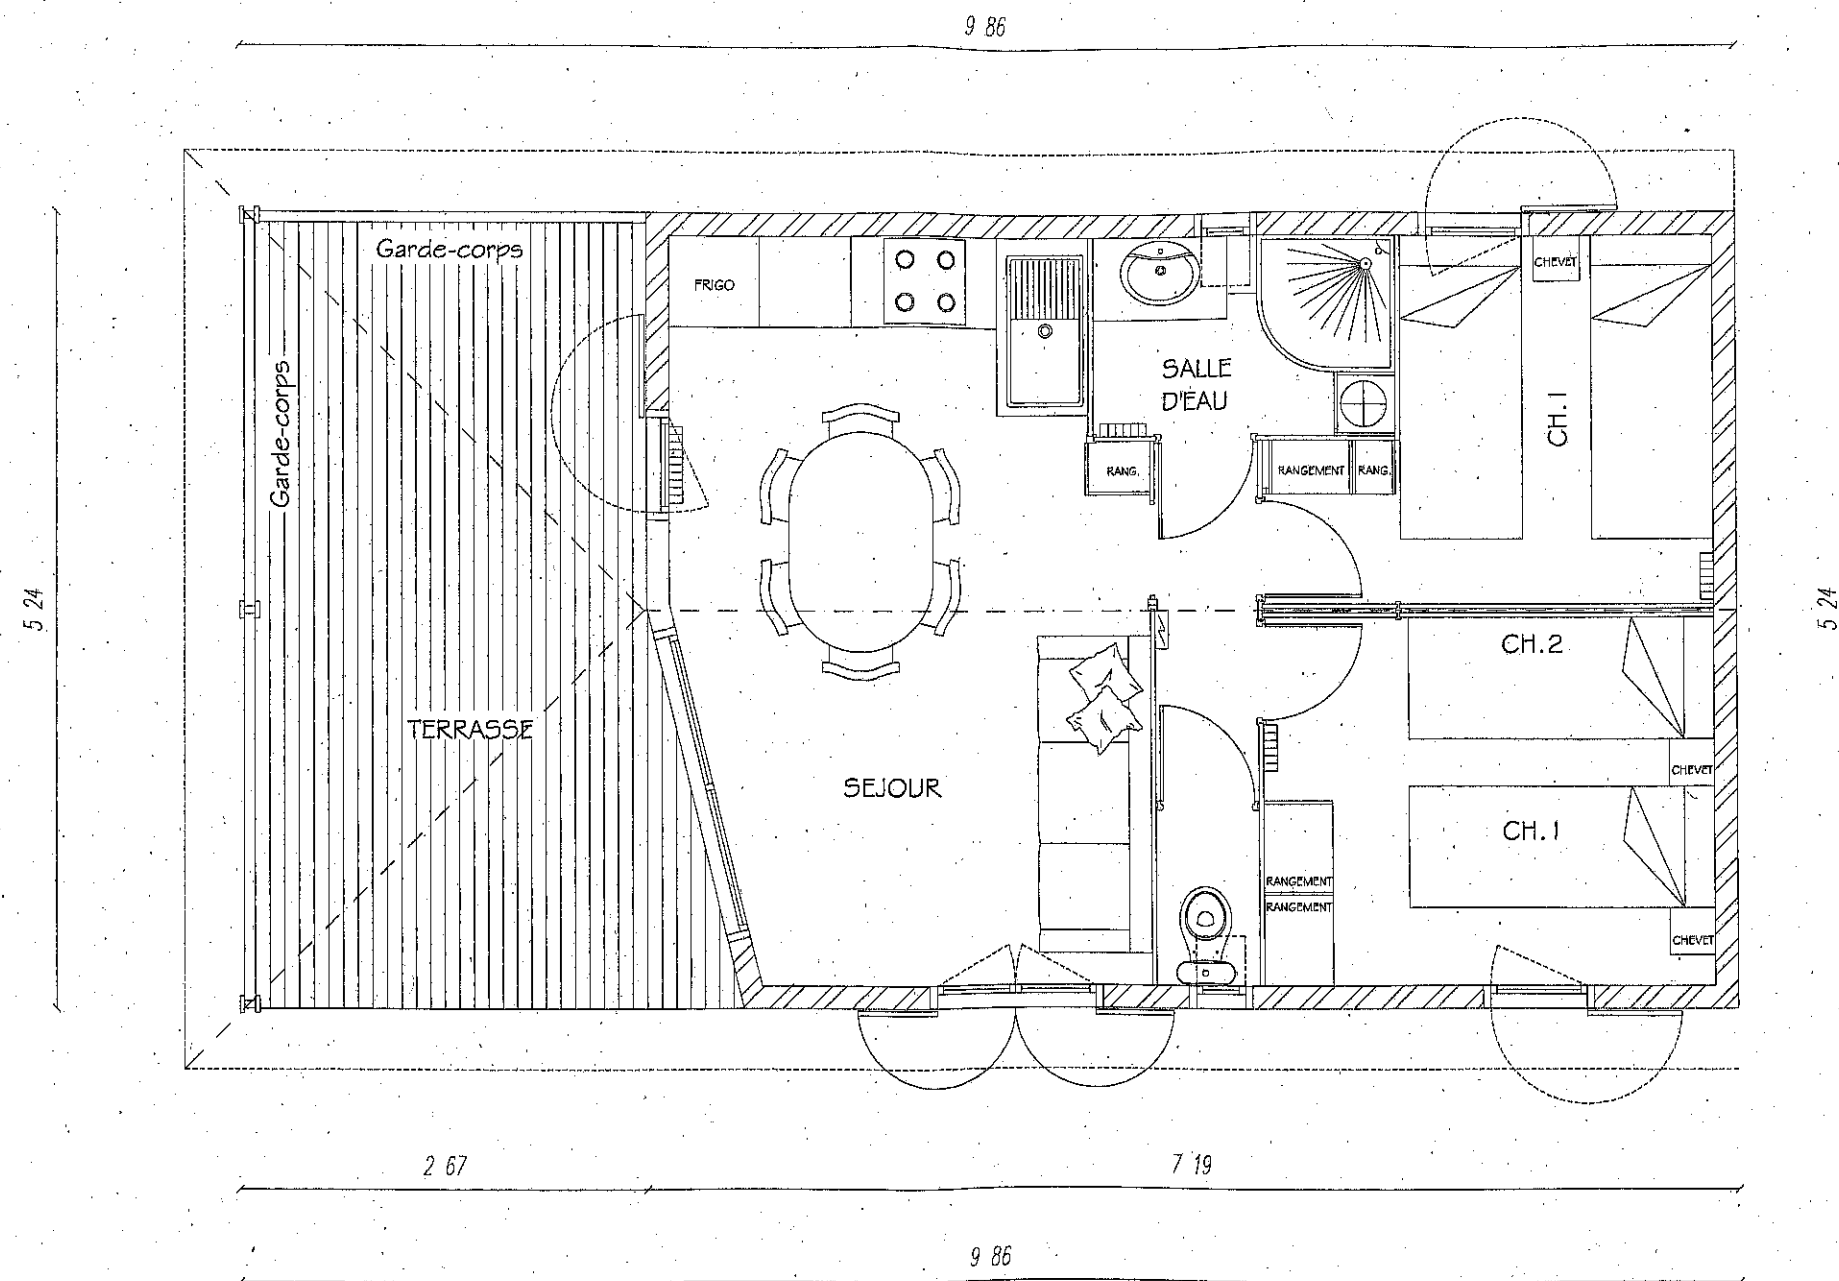 9 86
Garde-corps
Garde-corps
FRIGO
CHEVET
SALLE
D'EAU
CH.1
RANG.
RANGEMENT
RANG.
5 24
5 24
CH.2
TERRASSE
CHEVET
SEJOUR
CH.1
RANGEMENT
RANGEMENT
CHEVET
2 67
7 19
9 86